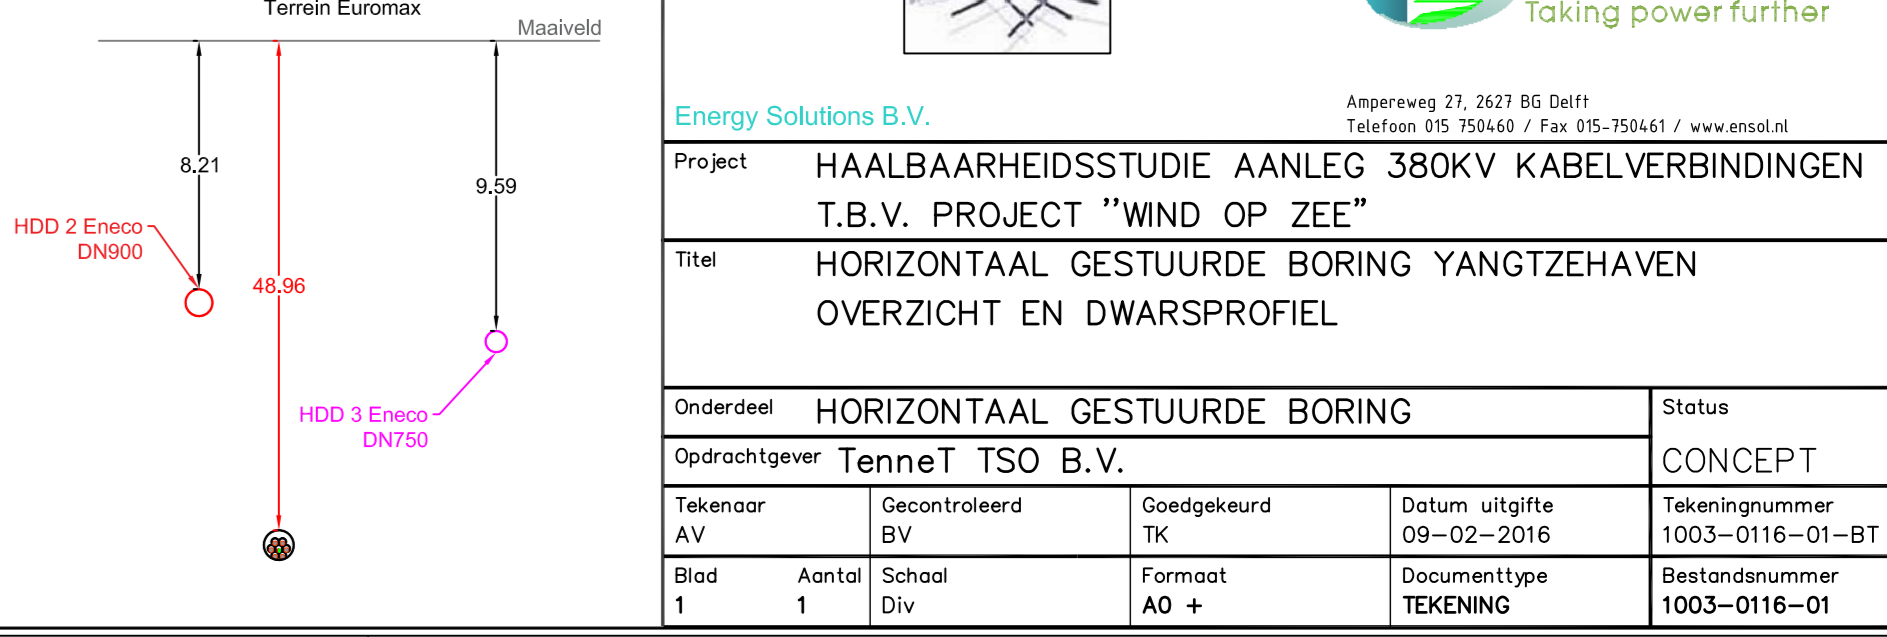 Terrein Euromax
Maaiveld
8.21
9.59
HDD 2 Eneco
DN900
48.96
HDD 3 Eneco
DN750
Taking power further
Energy Solutions B.V.
Ampereweg 27, 2627 BG Delft
Telefoon 015 750460 / Fax 015-750461 / www.ensol.nl
Project HAALBAARHEIDSSTUDIE AANLEG 380KV KABELVERBINDINGEN
T.B.V. PROJECT ’’WIND OP ZEE”
Titel HORIZONTAAL GESTUURDE BORING YANGTZEHAVEN
OVERZICHT EN DWARSPROFIEL
Onderdeel HORIZONTAAL GESTUURDE BORING
Status
CONCEPT
Opdrachtgever TenneT TSO B.V.
Tekenaar Gecontroleerd Goedgekeurd Datum uitgifte Tekeningnummer
AV BV TK 09-02-2016 1003-0116-01-BT
Blad Aantal Schaal Formaat Documenttype Bestandsnummer
1 1 Div A0 + TEKENING 1003-0116-01